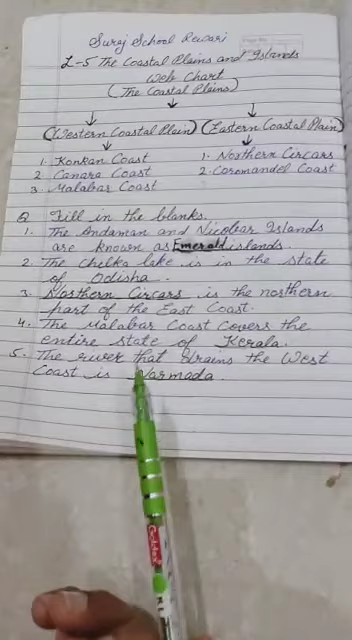 Suraj School Rewari
L-5 The Coastal Plains and Islands
Web Chart
(The Coastal Plains)
(Western Coastal Plain) (Eastern Coastal Plain)
1. Konkan Coast 1. Northern Circars
2. Canara Coast 2. Coromandel Coast
3. Malabar Coast
Q Fill in the blanks.
1. The Andaman and Nicobar Islands
are known as Emerald islands.
2. The Chilka lake is in the state
of Odisha.
3. Northern Circars is the northern
part of the East Coast.
4. The Malabar Coast covers the
entire state of Kerala.
5. The river that drains the West
Coast is Narmada.